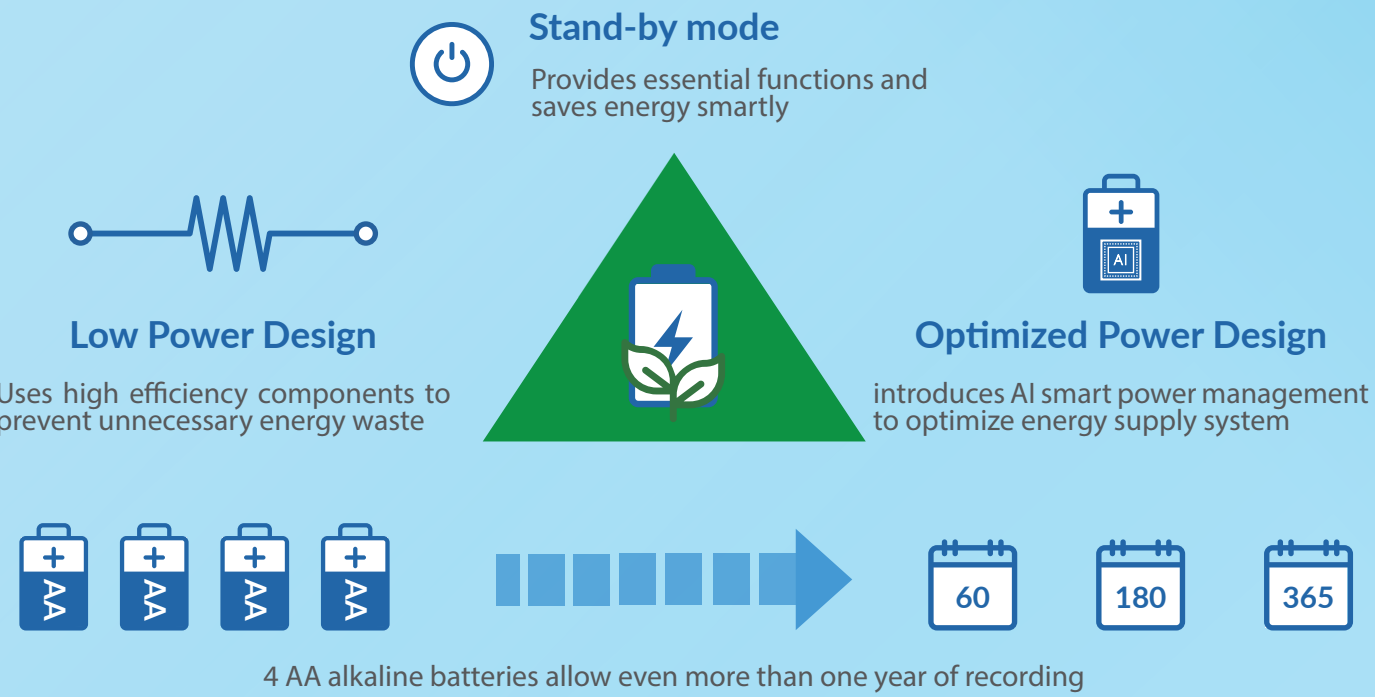 Stand-by mode
Provides essential functions and
saves energy smartly
AI
Low Power Design
Uses high efficiency components to
prevent unnecessary energy waste
Optimized Power Design
introduces AI smart power management
to optimize energy supply system
AA
AA
AA
AA
60
180
365
4 AA alkaline batteries allow even more than one year of recording